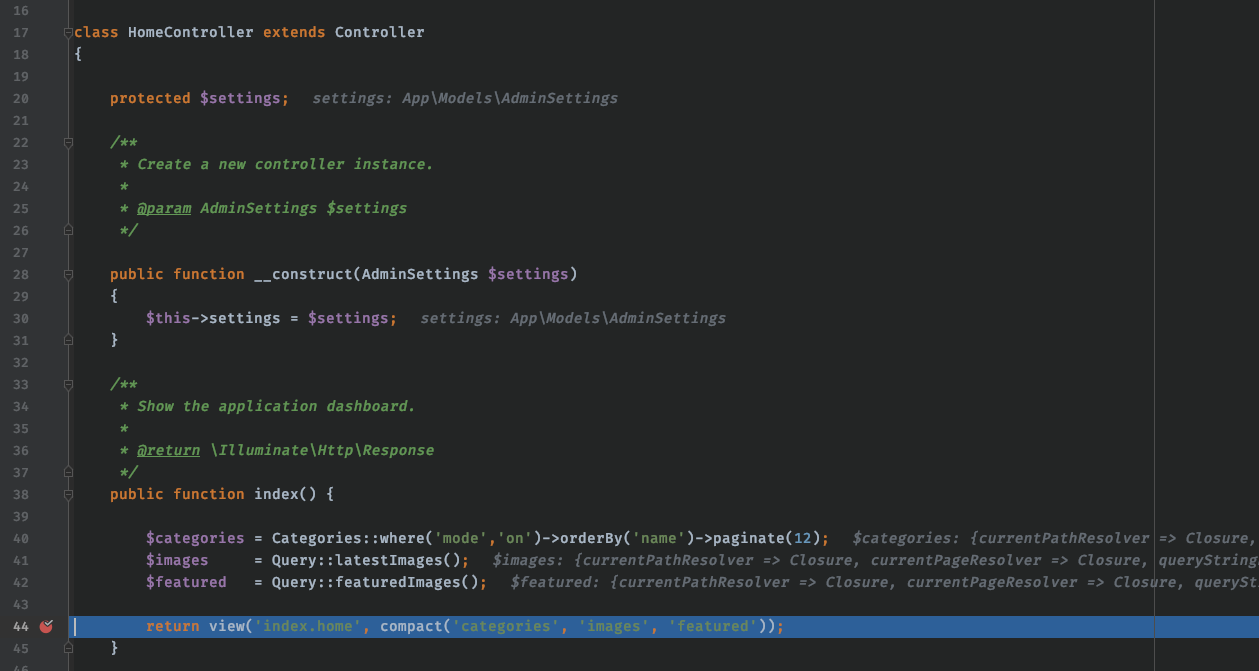 16
17 class HomeController extends Controller
18 {
19
20 protected $settings; settings: App\Models\AdminSettings
21
22 /**
23 * Create a new controller instance.
24 *
25 * @param AdminSettings $settings
26 */
27
28 public function __construct(AdminSettings $settings)
29 {
30 $this->settings = $settings; settings: App\Models\AdminSettings
31 }
32
33 /**
34 * Show the application dashboard.
35 *
36 * @return \Illuminate\Http\Response
37 */
38 public function index() {
39
40 $categories = Categories::where('mode','on')->orderBy('name')->paginate(12); $categories: {currentPathResolver => Closure,
41 $images = Query::latestImages(); $images: {currentPathResolver => Closure, currentPageResolver => Closure, queryString
42 $featured = Query::featuredImages(); $featured: {currentPathResolver => Closure, currentPageResolver => Closure, querySt
43
44 return view('index.home', compact('categories', 'images', 'featured'));
45 }
46